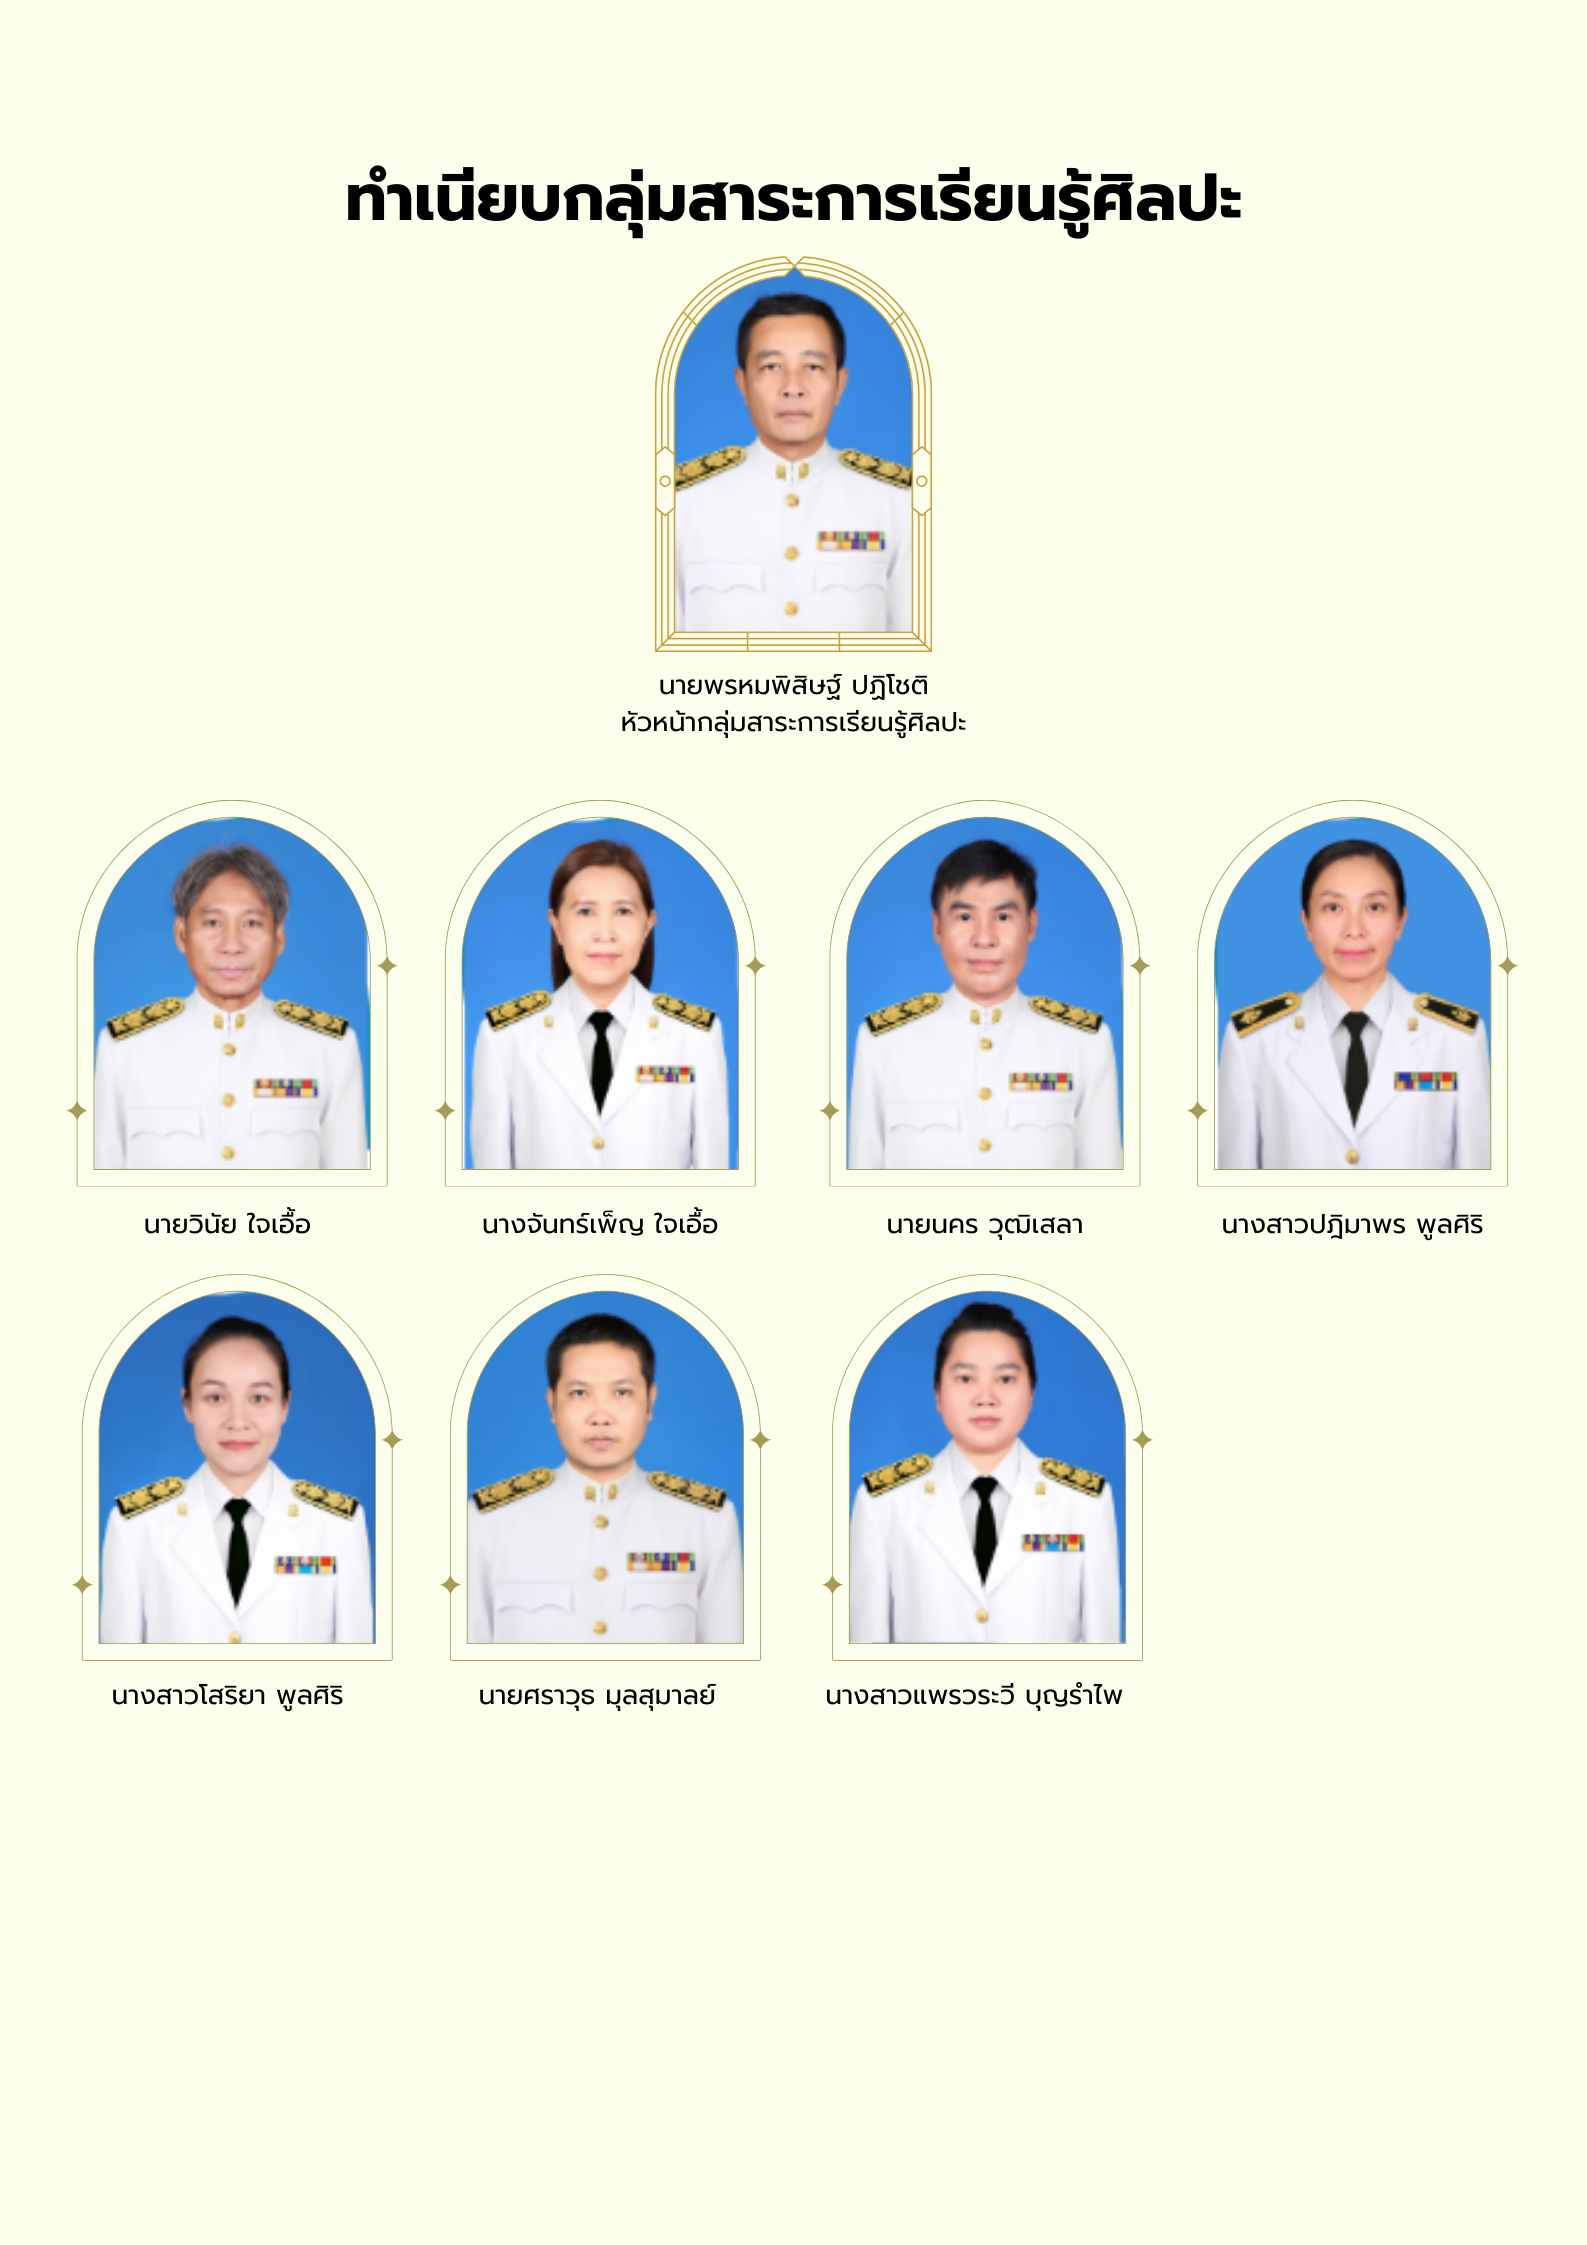 ทำเนียบกลุ่มสาระการเรียนรู้ศิลปะ
นายพรหมพิสิษฐ์ ปฏิโชติ
หัวหน้ากลุ่มสาระการเรียนรู้ศิลปะ
นายวินัย ใจเอื้อ
นางจันทร์เพ็ญ ใจเอื้อ
นายนคร วุฒิเสลา
นางสาวปฎิมาพร พูลศิริ
นางสาวโสริยา พูลศิริ
นายศราวุธ มุลสุมาลย์
นางสาวแพรวระวี บุญรำไพ